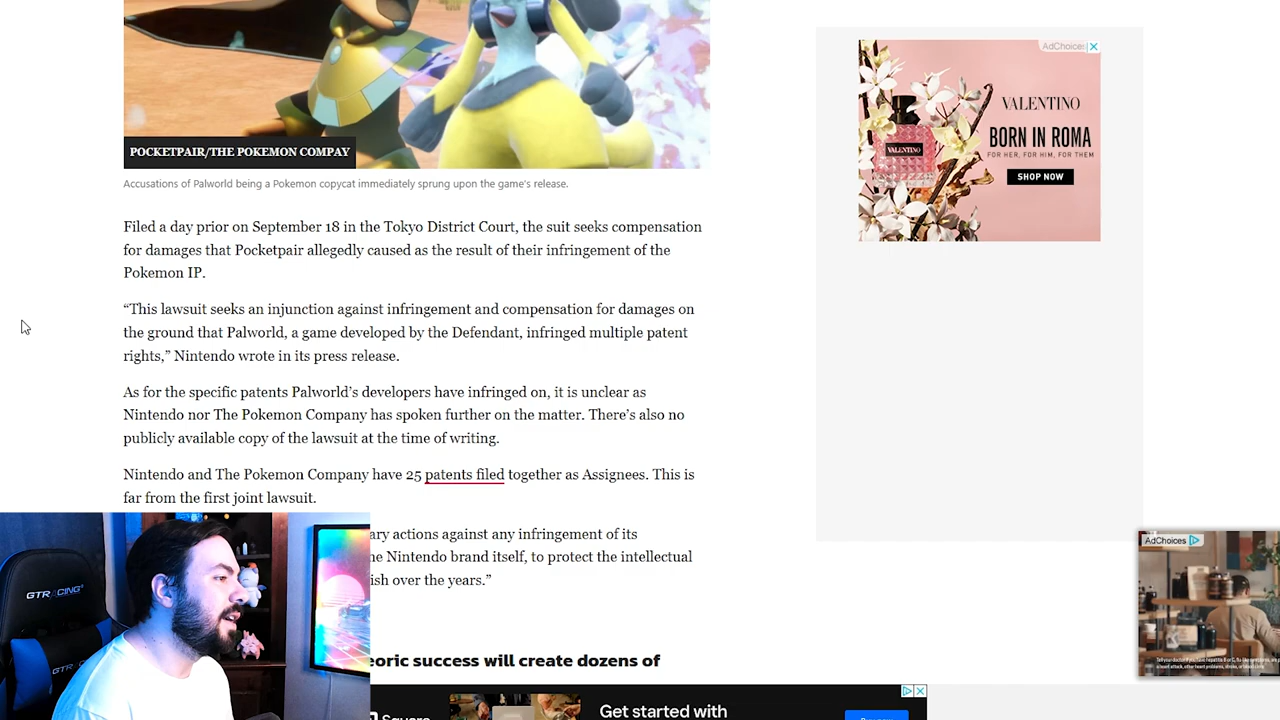 POCKETPAIR/THE POKEMON COMPAY
Accusations of Palworld being a Pokemon copycat immediately sprung upon the game's release.
Filed a day prior on September 18 in the Tokyo District Court, the suit seeks compensation
for damages that Pocketpair allegedly caused as the result of their infringement of the
Pokemon IP.
“This lawsuit seeks an injunction against infringement and compensation for damages on
the ground that Palworld, a game developed by the Defendant, infringed multiple patent
rights,” Nintendo wrote in its press release.
As for the specific patents Palworld’s developers have infringed on, it is unclear as
Nintendo nor The Pokemon Company has spoken further on the matter. There’s also no
publicly available copy of the lawsuit at the time of writing.
Nintendo and The Pokemon Company have 25 patents filed together as Assignees. This is
far from the first joint lawsuit.
ary actions against any infringement of its
ne Nintendo brand itself, to protect the intellectual
ish over the years.”
eoric success will create dozens of
Get started with
AdChoices
VALENTINO
BORN IN ROMA
FOR HER, FOR HIM, FOR THEM
VALENTINO
SHOP NOW
AdChoices
GTRACING
GTR